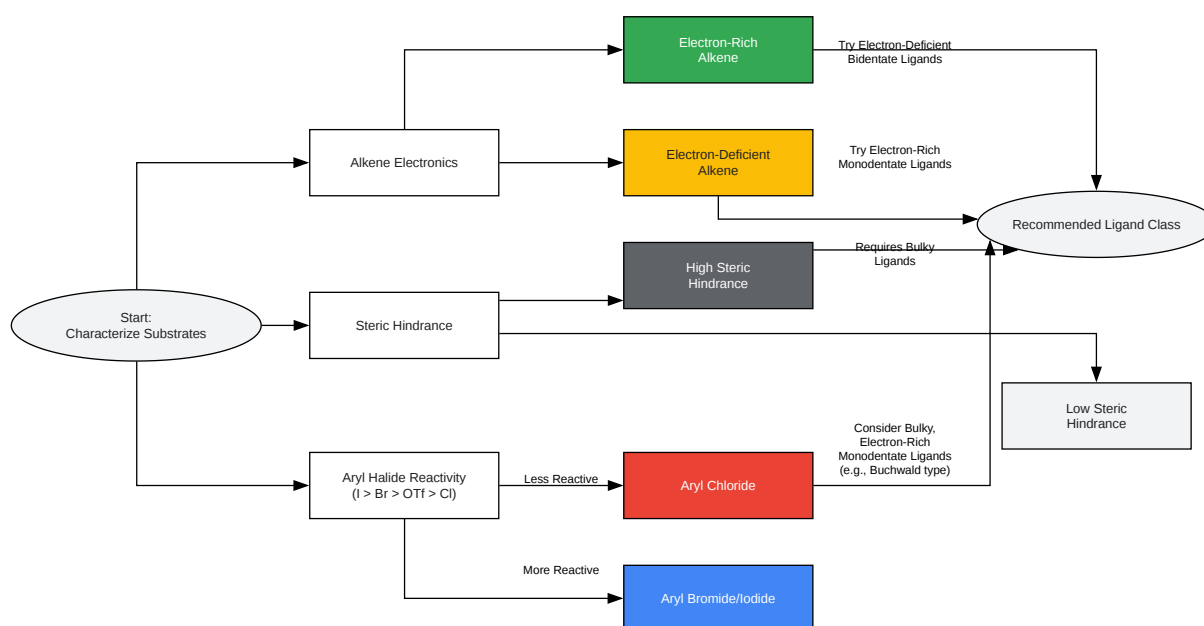 Electron-Rich
Alkene
Try Electron-Deficient
Bidentate Ligands
Alkene Electronics
Electron-Deficient
Alkene
Try Electron-Rich
Monodentate Ligands
Recommended Ligand Class
High Steric
Hindrance
Requires Bulky
Ligands
Start:
Characterize Substrates
Steric Hindrance
Low Steric
Hindrance
Consider Bulky,
Electron-Rich
Monodentate Ligands
(e.g., Buchwald type)
Aryl Halide Reactivity
(I > Br > OTf > Cl)
Less Reactive
Aryl Chloride
More Reactive
Aryl Bromide/Iodide